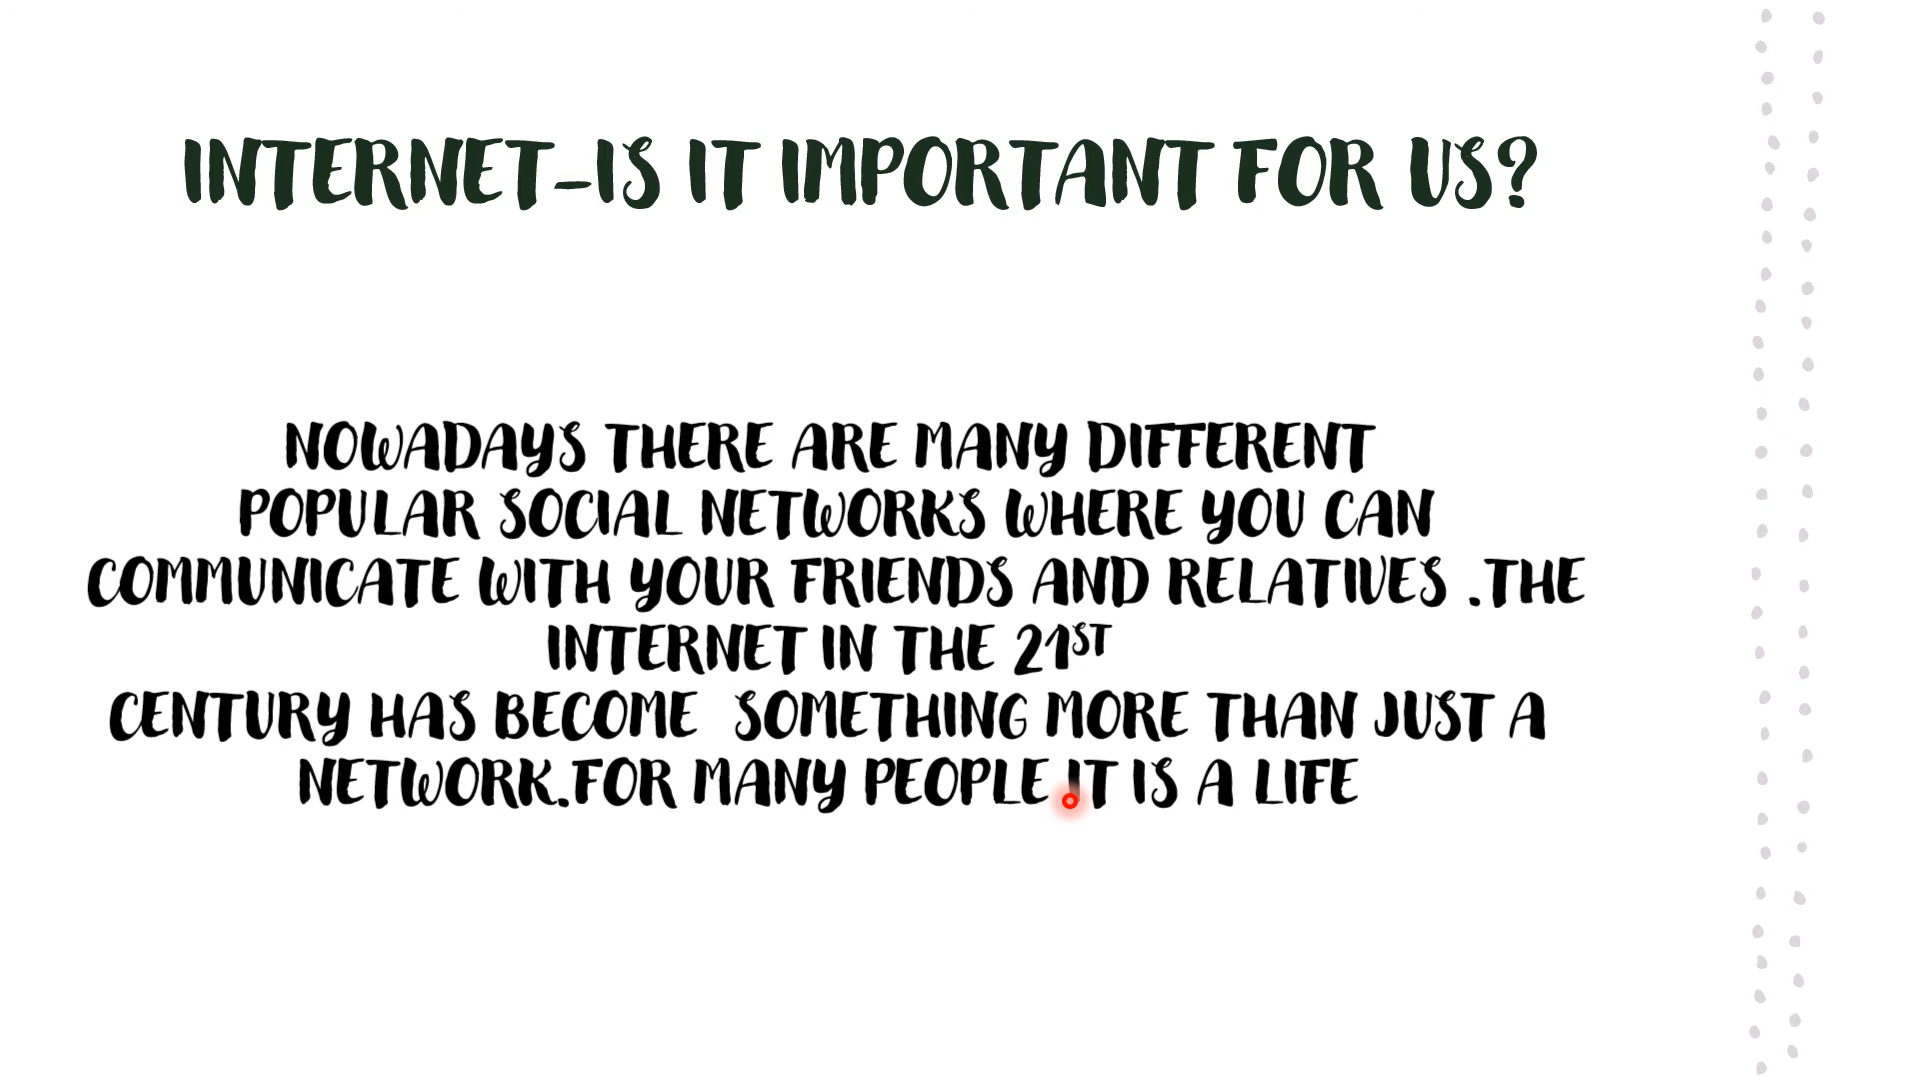 INTERNET-IS IT IMPORTANT FOR US?
NOWADAYS THERE ARE MANY DIFFERENT
POPULAR SOCIAL NETWORKS WHERE YOU CAN
COMMUNICATE WITH YOUR FRIENDS AND RELATIVES .THE
INTERNET IN THE 21ST
CENTURY HAS BECOME  SOMETHING MORE THAN JUST A
NETWORK.FOR MANY PEOPLE IT IS A LIFE